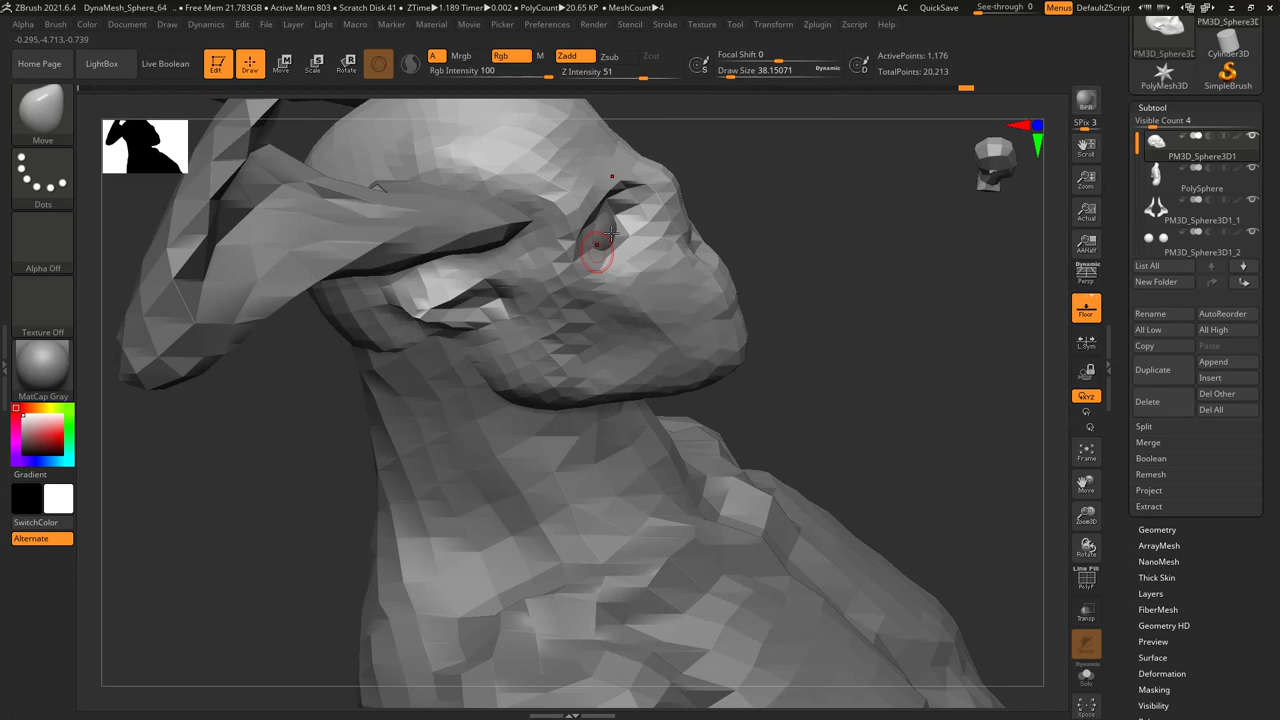 ZBrush 2021.6.4 DynaMesh_Sphere_64 .. • Free Mem 21.783GB • Active Mem 803 • Scratch Disk 41 • ZTime▶1.189 Timer▶0.002 • PolyCount▶20.65 KP • MeshCount▶4 AC QuickSave See-through 0 Menus DefaultZScript
Alpha Brush Color Document Draw Dynamics Edit File Layer Light Macro Marker Material Movie Picker Preferences Render Stencil Stroke Texture Tool Transform Zplugin Zscript Help
-0.295,-4.713,-0.739
Home Page LightBox Live Boolean Edit Draw Move Scale Rotate
A Mrgb Rgb M Zadd Zsub Zcut
Rgb Intensity 100 Z Intensity 51
Focal Shift 0
Draw Size 38.15071 Dynamic
S D
ActivePoints: 1,176
TotalPoints: 20,213
Move
Dots
Alpha Off
Texture Off
MatCap Gray
Gradient
SwitchColor
Alternate
BPR
SPix 3
Scroll
Zoom
Actual
AAHalf
Dynamic
Persp
Floor
L.Sym
XYZ
Frame
Move
Zoom3D
Rotate
Line Fill
PolyF
Transp
Dynamic
Solo
Xpose
PM3D_Sphere3D
PM3D_Sphere3D Cylinder3D
PolyMesh3D SimpleBrush
Subtool
Visible Count 4
PM3D_Sphere3D1
PolySphere
PM3D_Sphere3D1_1
PM3D_Sphere3D1_2
List All
New Folder
Rename AutoReorder
All Low All High
Copy Paste
Duplicate Append
Insert
Delete Del Other
Del All
Split
Merge
Boolean
Remesh
Project
Extract
Geometry
ArrayMesh
NanoMesh
Thick Skin
Layers
FiberMesh
Geometry HD
Preview
Surface
Deformation
Masking
Visibility